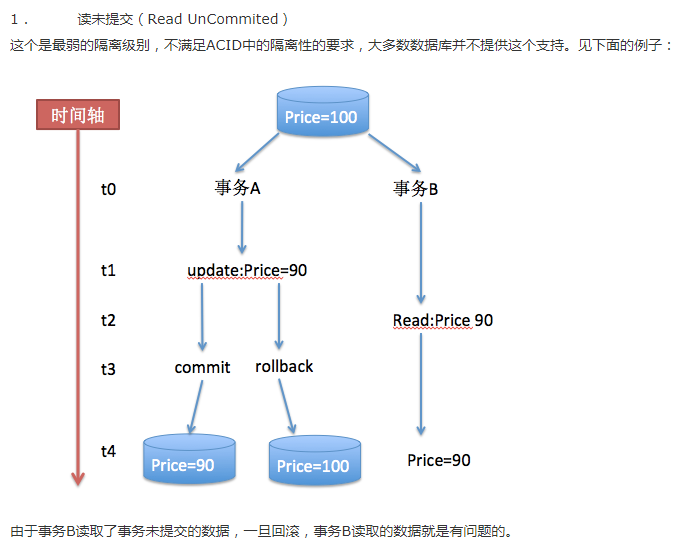 1． 读未提交（Read UnCommited）
这个是最弱的隔离级别，不满足ACID中的隔离性的要求，大多数数据库并不提供这个支持。见下面的例子：
Price=100
时间轴
t0 事务A 事务B
t1 update:Price=90
t2 Read:Price 90
t3 commit rollback
t4 Price=90 Price=100 Price=90
由于事务B读取了事务未提交的数据，一旦回滚，事务B读取的数据就是有问题的。